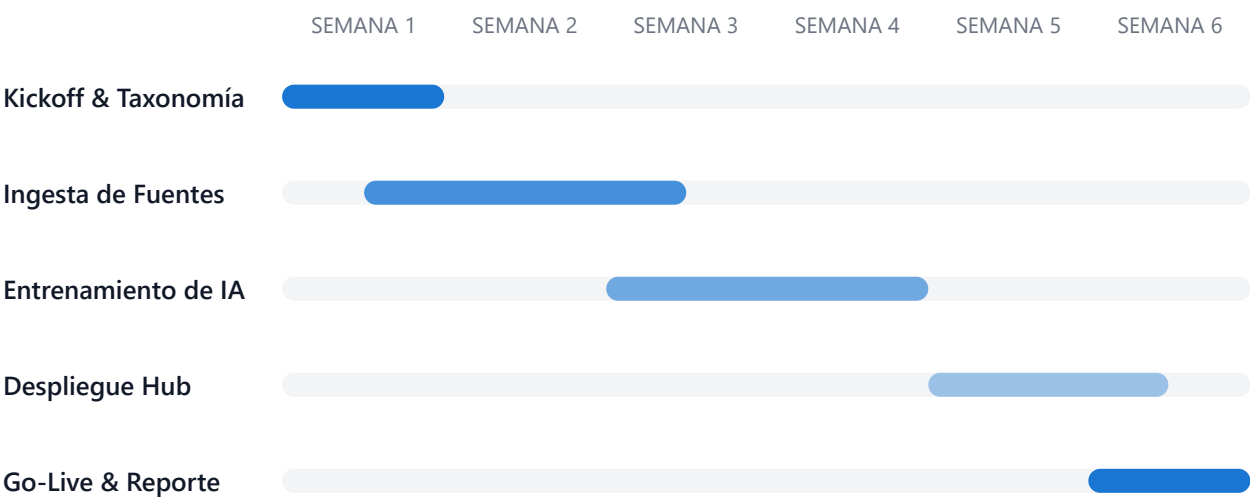 SEMANA 1 SEMANA 2 SEMANA 3 SEMANA 4 SEMANA 5 SEMANA 6
Kickoff & Taxonomía
Ingesta de Fuentes
Entrenamiento de IA
Despliegue Hub
Go-Live & Reporte